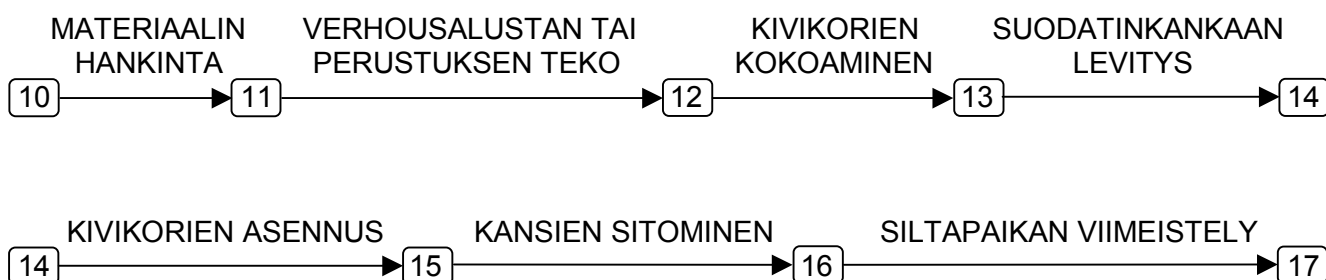 MATERIAALIN HANKINTA
VERHOUSALUSTAN TAI PERUSTUKSEN TEKO
KIVIKORIEN KOKOAMINEN
SUODATINKANKAAN LEVITYS
10 11 12 13 14
KIVIKORIEN ASENNUS KANSIEN SITOMINEN SILTAPAIKAN VIIMEISTELY
14 15 16 17